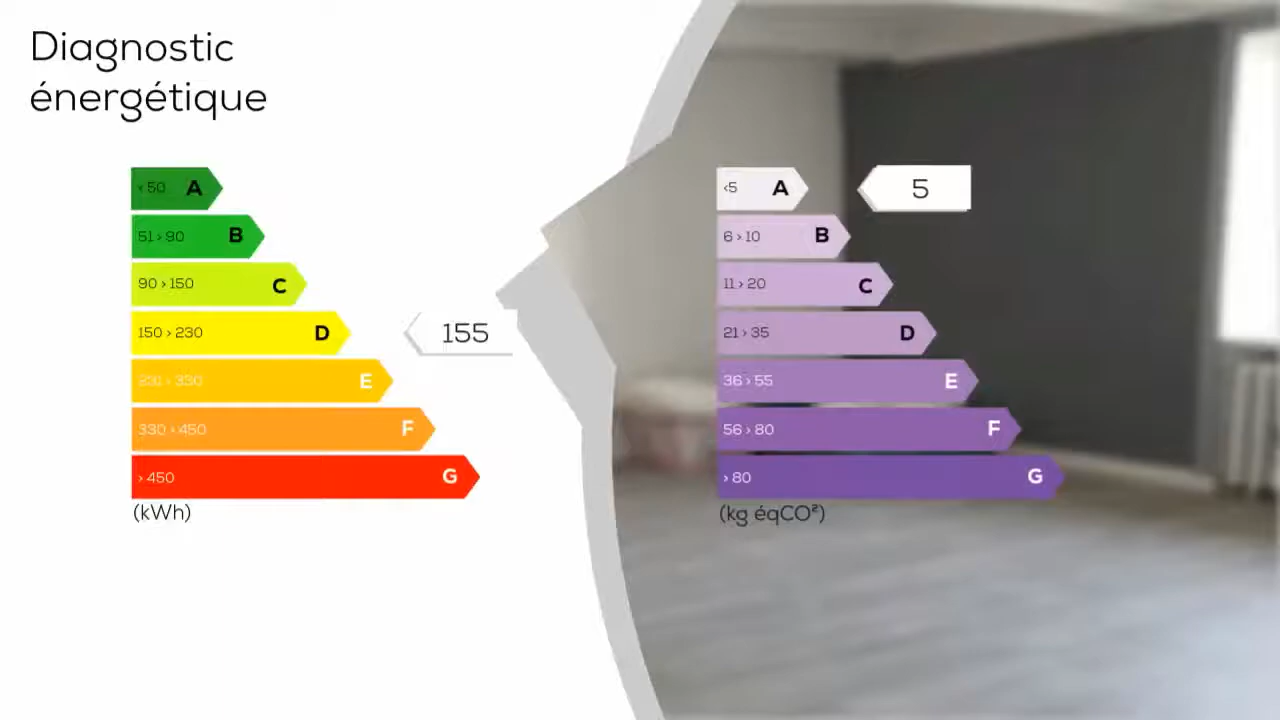 Diagnostic
énergétique
< 50 A
51 > 90 B
90 > 150 C
150 > 230 D
155
230 > 330 E
330 > 450 F
> 450 G
(kWh)
<5 A
5
6 > 10 B
11 > 20 C
21 > 35 D
36 > 55 E
56 > 80 F
> 80 G
(kg éqCO²)